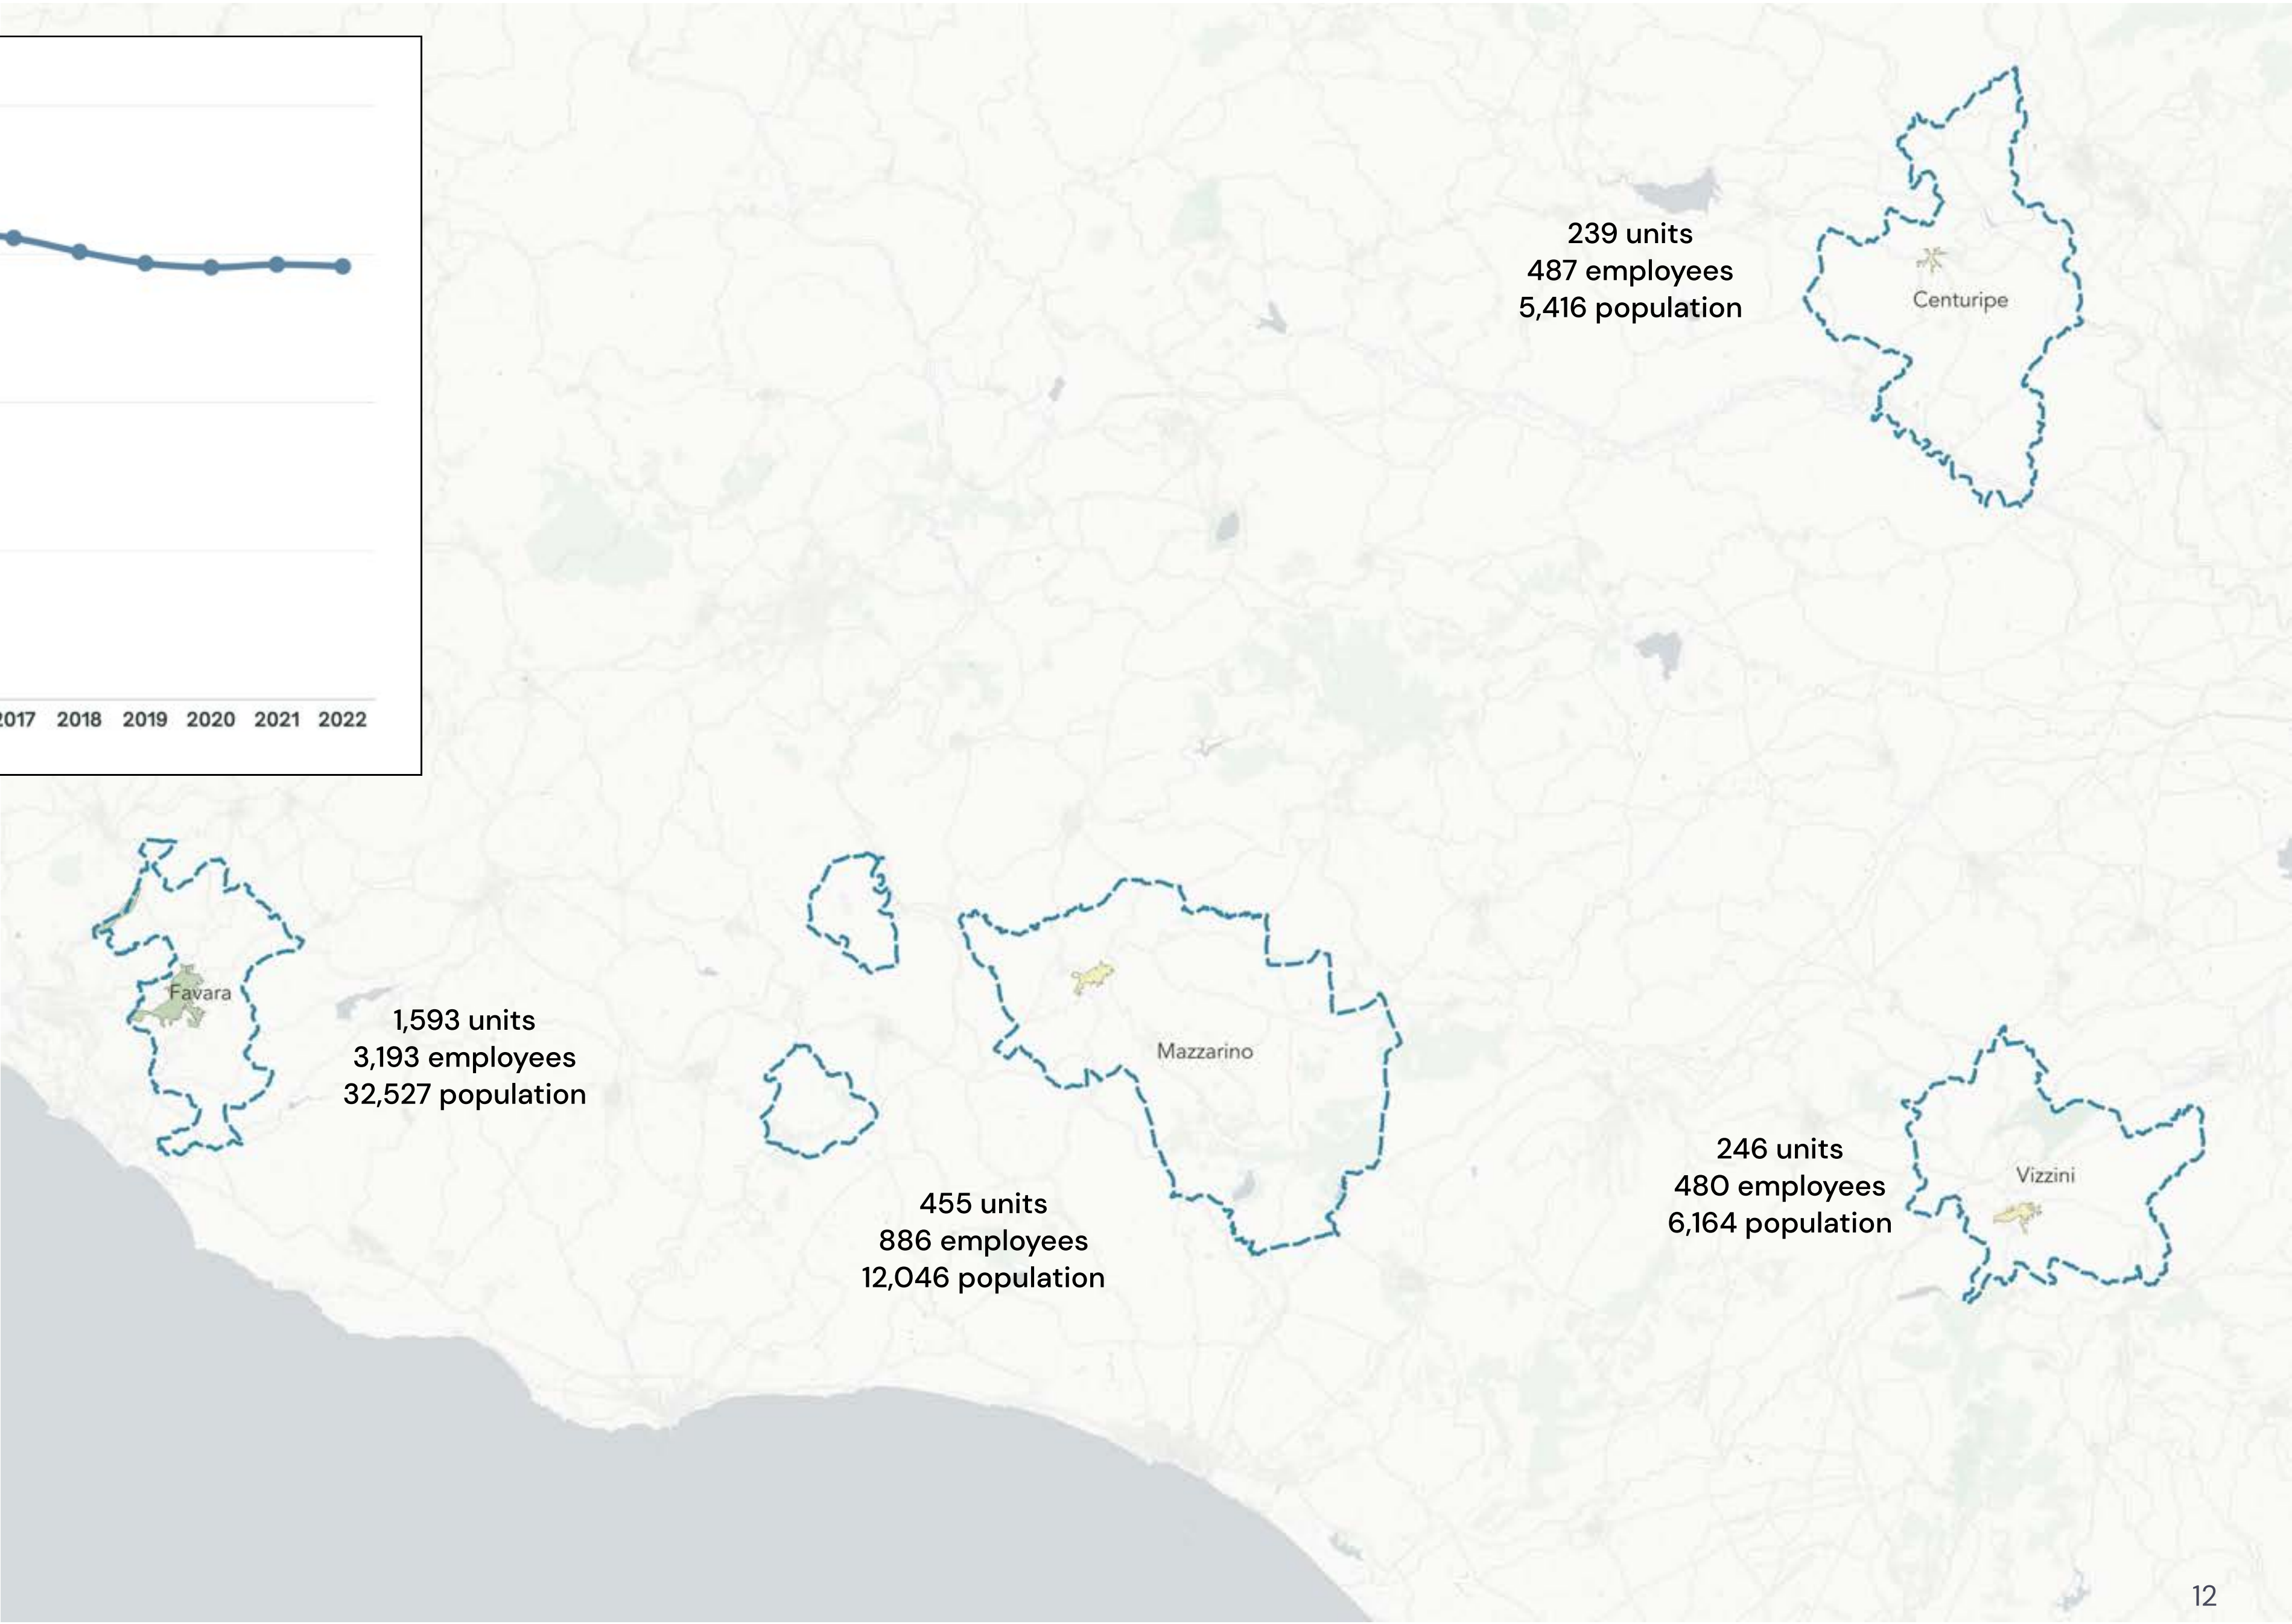 2017 2018 2019 2020 2021 2022
239 units
487 employees
5,416 population
Centuripe
Favara
1,593 units
3,193 employees
32,527 population
Mazzarino
455 units
886 employees
12,046 population
246 units
480 employees
6,164 population
Vizzini
12